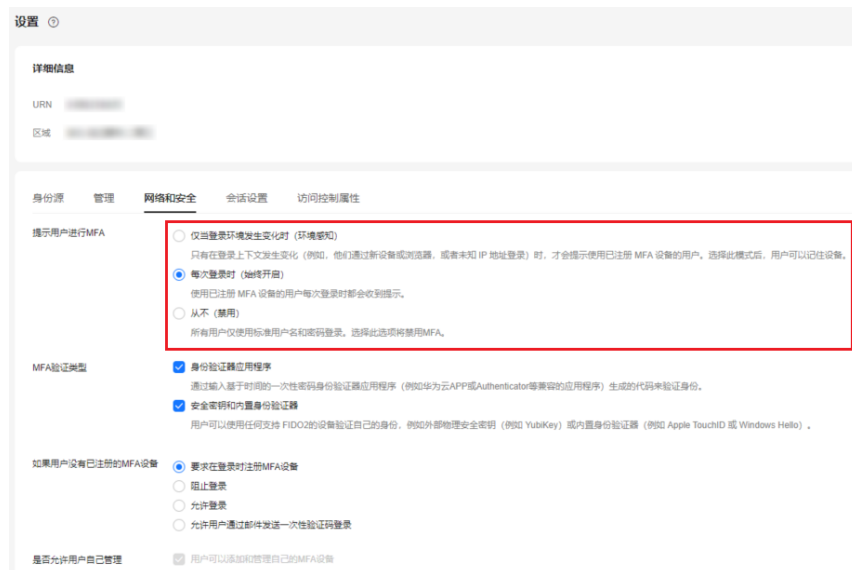 设置
详细信息
URN
区域
身份源 管理 网络和安全 会话设置 访问控制属性
提示用户进行MFA
仅当登录环境发生变化时（环境感知）
只有在登录上下文发生变化（例如，他们通过新设备或浏览器，或者未知 IP 地址登录）时，才会提示使用已注册 MFA 设备的用户。选择此模式后，用户可以记住设备。
每次登录时（始终开启）
使用已注册 MFA 设备的用户每次登录时都会收到提示。
从不（禁用）
所有用户仅使用标准用户名和密码登录。选择此选项将禁用MFA。
MFA验证类型
身份验证器应用程序
通过输入基于时间的一次性密码身份验证器应用程序（例如华为云APP或Authenticator等兼容的应用程序）生成的代码来验证身份。
安全密钥和内置身份验证器
用户可以使用任何支持 FIDO2的设备验证自己的身份，例如外部物理安全密钥（例如 YubiKey）或内置身份验证器（例如 Apple TouchID 或 Windows Hello）。
如果用户没有已注册的MFA设备
要求在登录时注册MFA设备
阻止登录
允许登录
允许用户通过邮件发送一次性验证码登录
是否允许用户自己管理
用户可以添加和管理自己的MFA设备